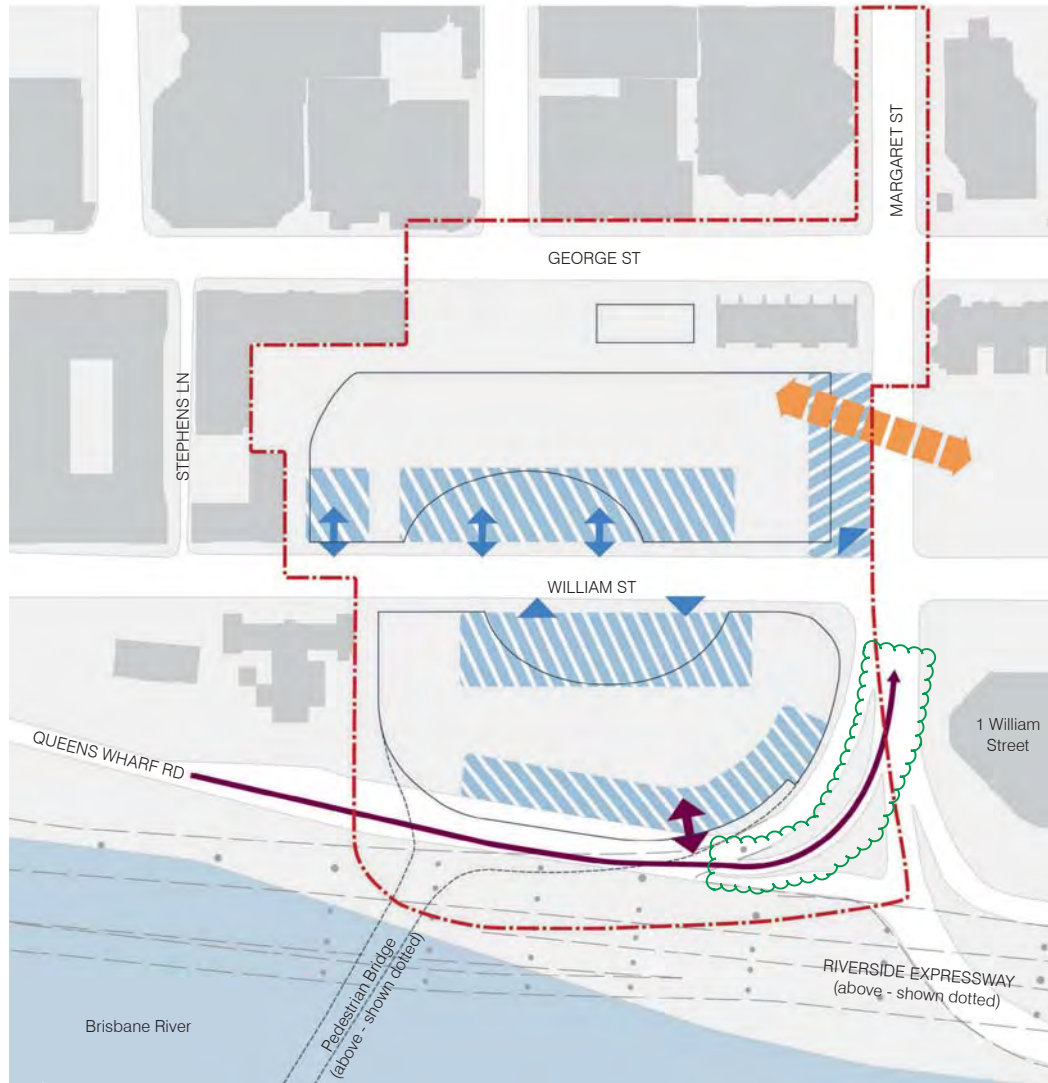 MARGARET ST
GEORGE ST
STEPHENS LN
WILLIAM ST
1 William
Street
QUEENS WHARF RD
Pedestrian Bridge
(above - shown dotted)
RIVERSIDE EXPRESSWAY
(above - shown dotted)
Brisbane River